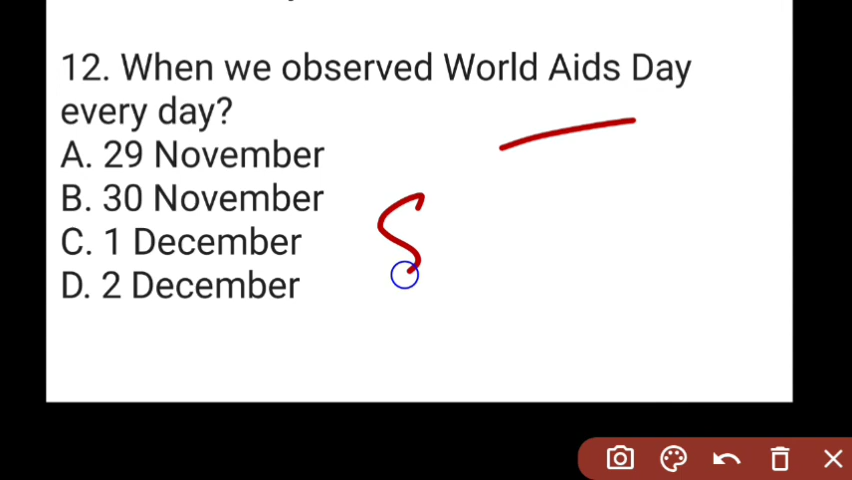 12. When we observed World Aids Day
every day?
A. 29 November
B. 30 November
C. 1 December
D. 2 December